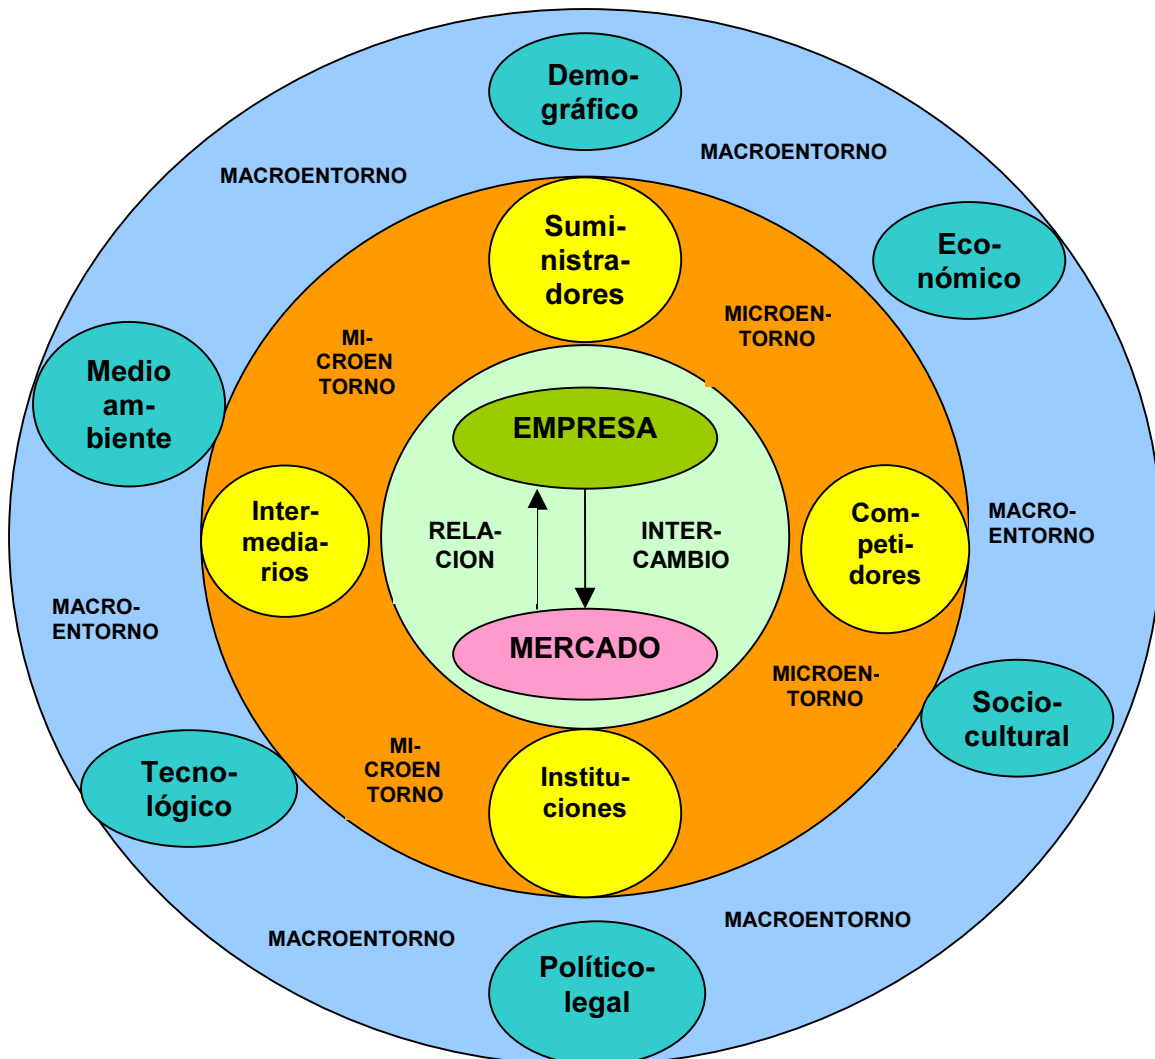 Demo-
gráfico
MACROENTORNO
MACROENTORNO
Sumi-
nistra-
dores
Eco-
nómico
MICROEN-
TORNO
MI-
CROEN
TORNO
Medio
am-
biente
EMPRESA
Inter-
media-
rios
RELA-
CION
INTER-
CAMBIO
Com-
peti-
dores
MACRO-
ENTORNO
MACRO-
ENTORNO
MERCADO
MICROEN-
TORNO
Socio-
cultural
MI-
CROEN
TORNO
Tecno-
lógico
Institu-
ciones
MACROENTORNO
MACROENTORNO
Político-
legal